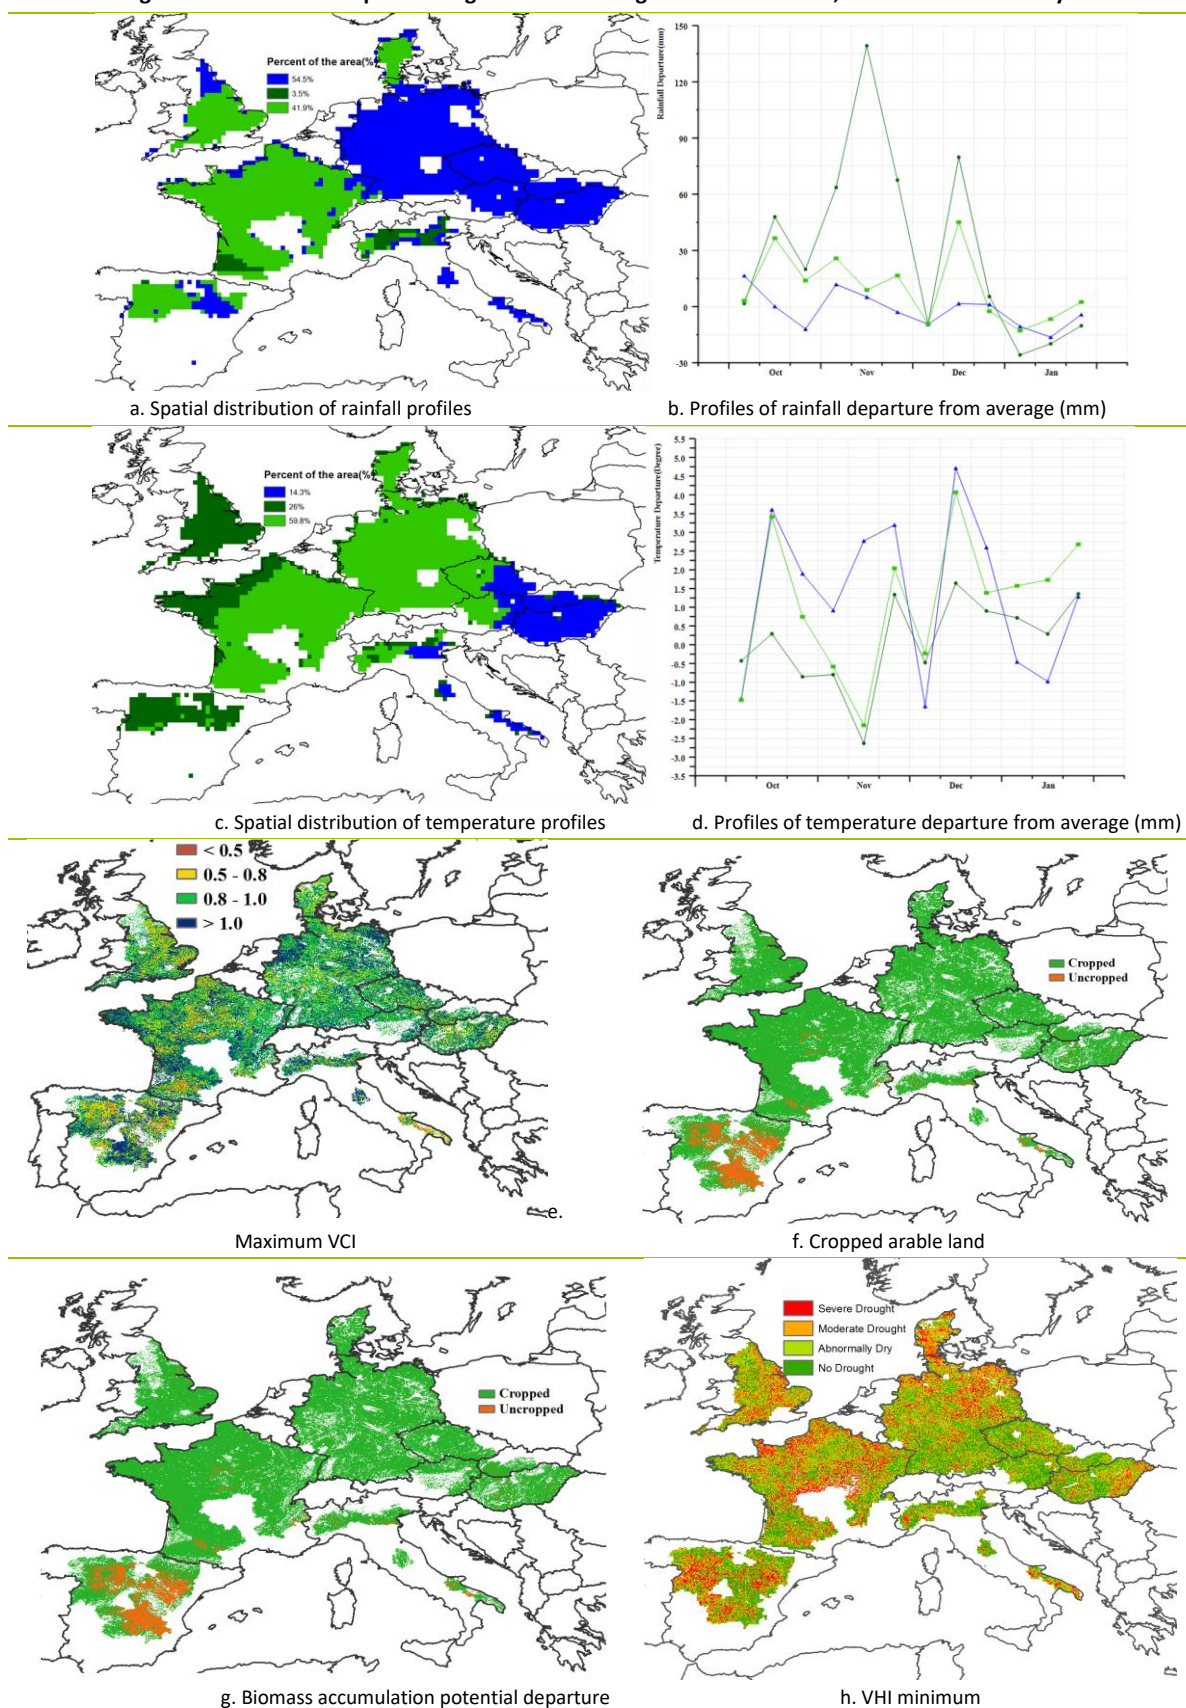 Percent of the area(%)
54.5%
3.5%
41.9%
Rainfall Departure(mm)
150
120
90
60
30
0
-30
Oct
Nov
Dec
Jan
a. Spatial distribution of rainfall profiles
b. Profiles of rainfall departure from average (mm)
Percent of the area(%)
14.3%
26%
59.8%
Temperature Departure(Degree)
5.5
5.0
4.5
4.0
3.5
3.0
2.5
2.0
1.5
1.0
0.5
0.0
-0.5
-1.0
-1.5
-2.0
-2.5
-3.0
-3.5
Oct
Nov
Dec
Jan
c. Spatial distribution of temperature profiles
d. Profiles of temperature departure from average (mm)
< 0.5
0.5 - 0.8
0.8 - 1.0
> 1.0
Cropped
Uncropped
e.
Maximum VCI
f. Cropped arable land
Cropped
Uncropped
Severe Drought
Moderate Drought
Abnormally Dry
No Drought
g. Biomass accumulation potential departure
h. VHI minimum